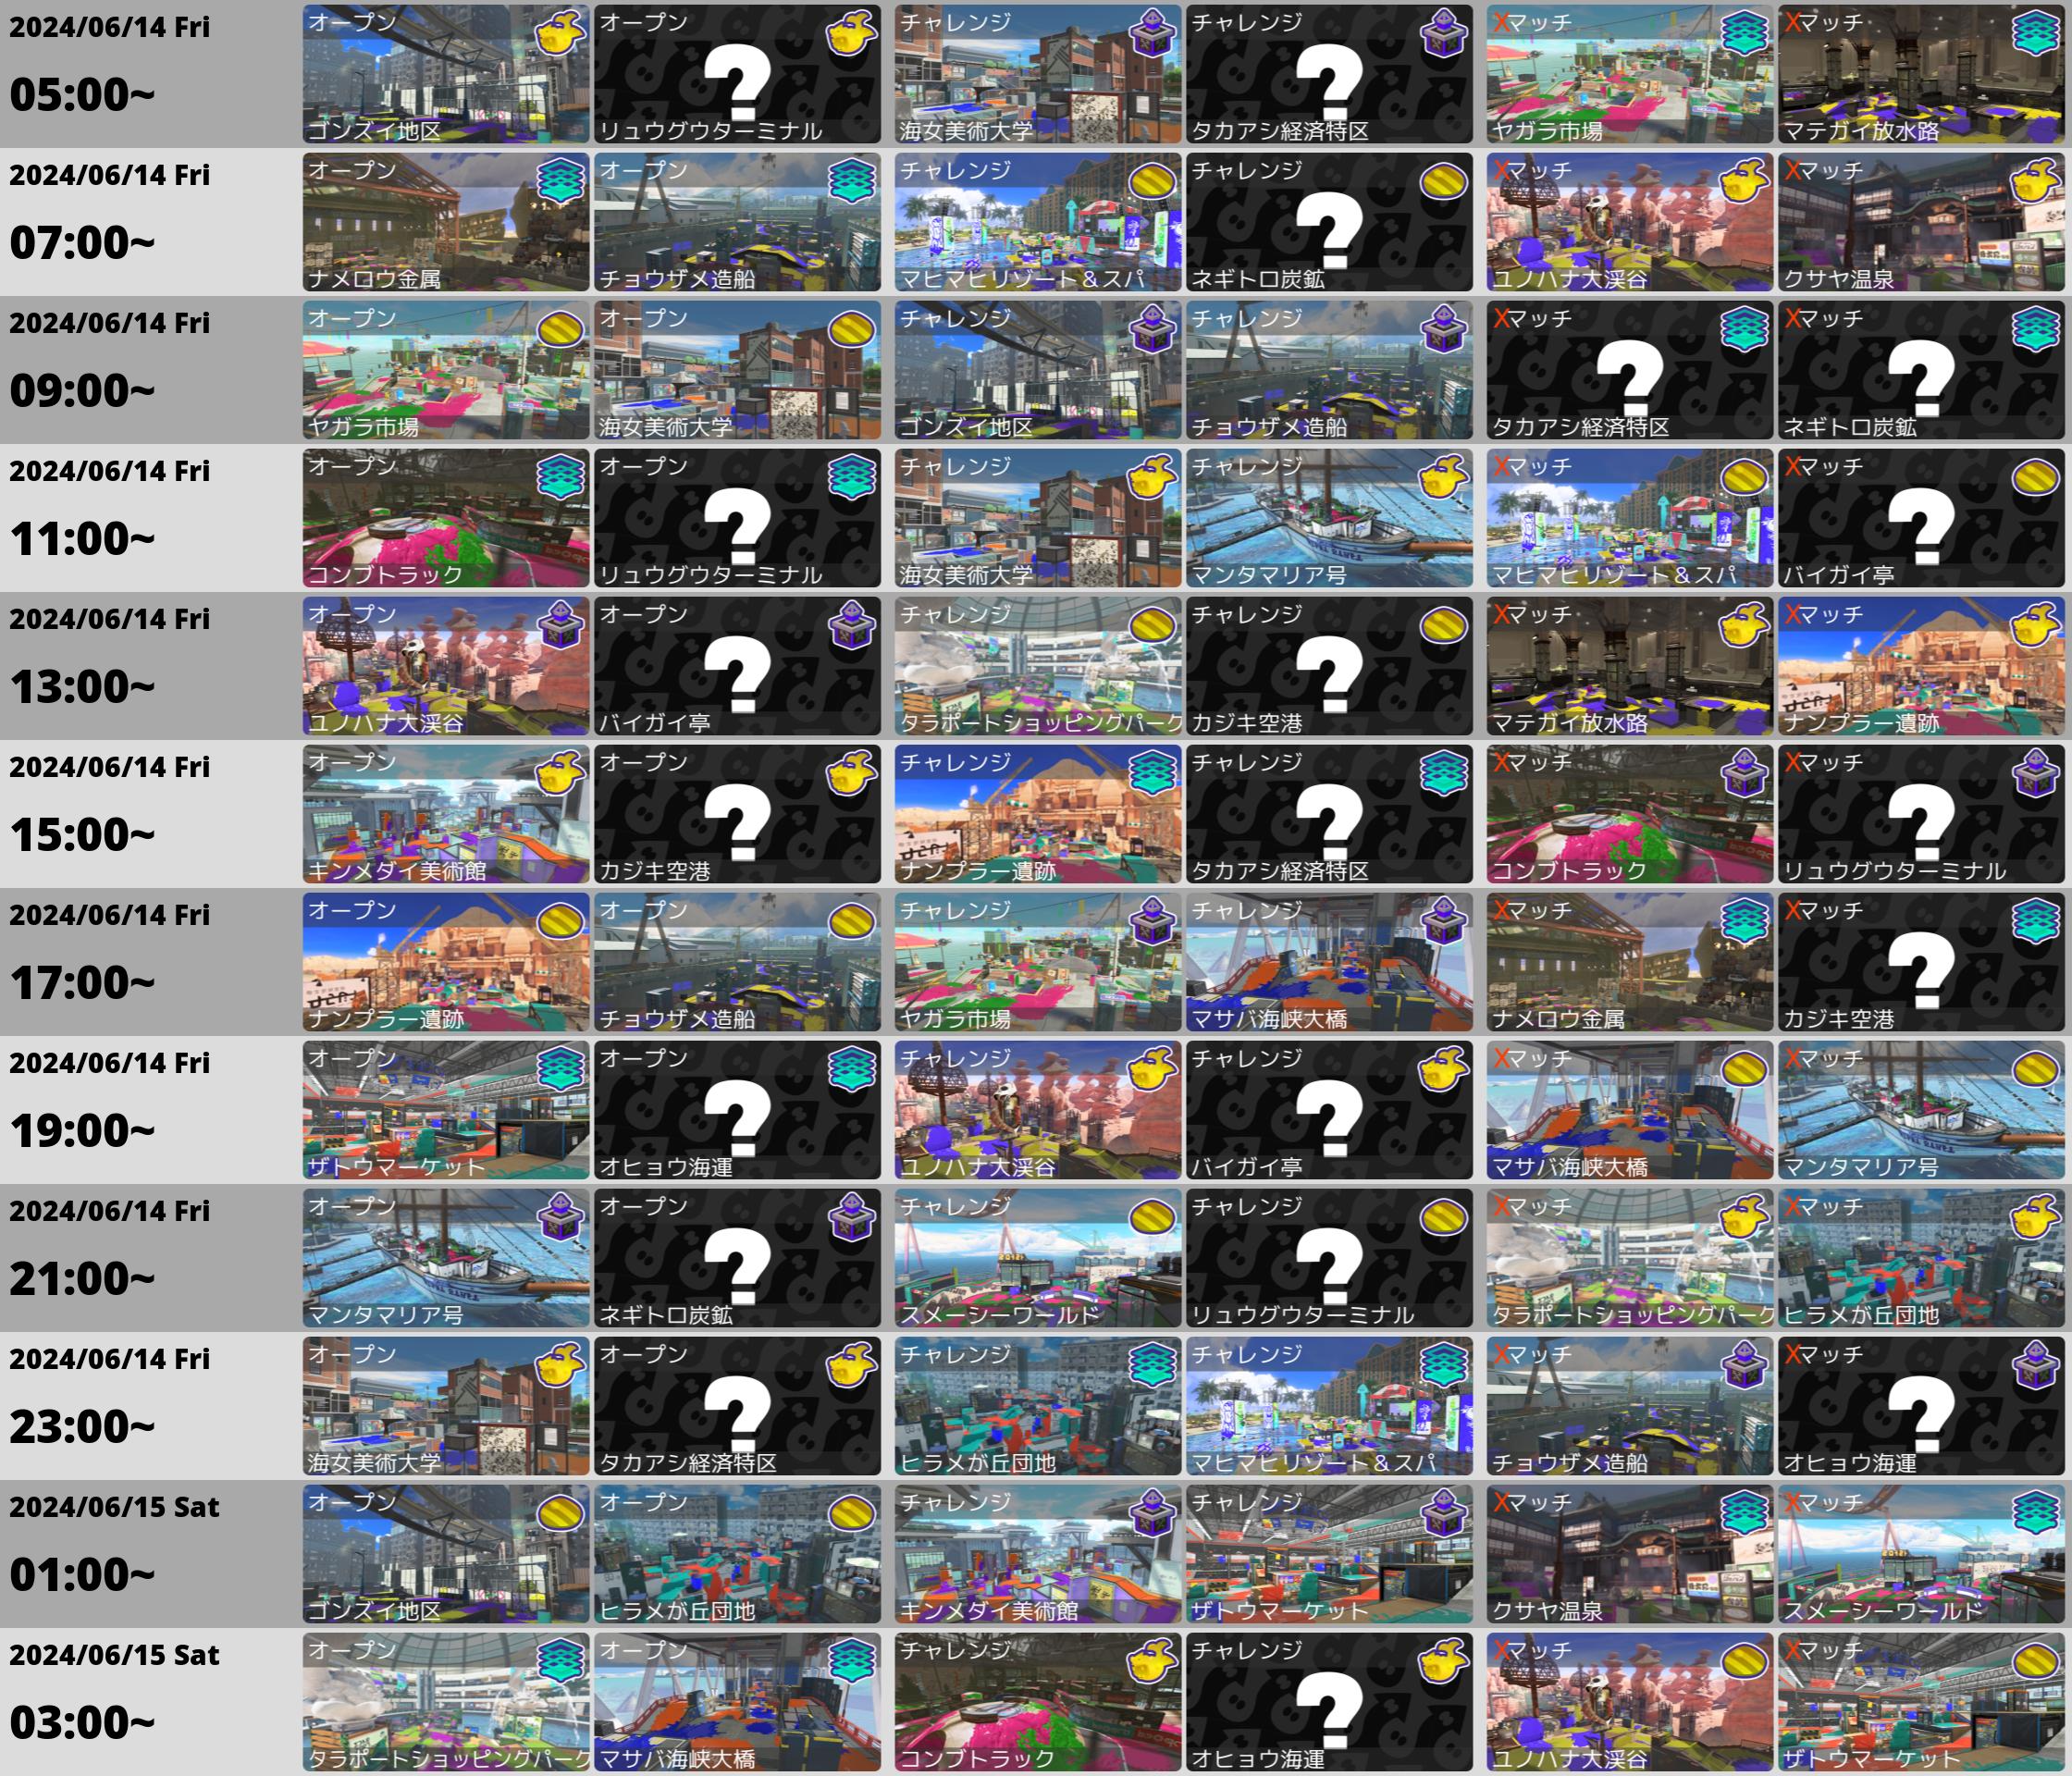 2024/06/14 Fri
05:00~
オープン
ゴンズイ地区
オープン
リュウグウターミナル
チャレンジ
海女美術大学
チャレンジ
タカアシ経済特区
Xマッチ
ヤガラ市場
Xマッチ
マテガイ放水路
2024/06/14 Fri
07:00~
オープン
ナメロウ金属
オープン
チョウザメ造船
チャレンジ
マヒマヒリゾート＆スパ
チャレンジ
ネギトロ炭鉱
Xマッチ
ユノハナ大渓谷
Xマッチ
クサヤ温泉
2024/06/14 Fri
09:00~
オープン
ヤガラ市場
オープン
海女美術大学
チャレンジ
ゴンズイ地区
チャレンジ
チョウザメ造船
Xマッチ
タカアシ経済特区
Xマッチ
ネギトロ炭鉱
2024/06/14 Fri
11:00~
オープン
コンブトラック
オープン
リュウグウターミナル
チャレンジ
海女美術大学
チャレンジ
マンタマリア号
Xマッチ
マヒマヒリゾート＆スパ
Xマッチ
バイガイ亭
2024/06/14 Fri
13:00~
オープン
ユノハナ大渓谷
オープン
バイガイ亭
チャレンジ
タラポートショッピングパーク
チャレンジ
カジキ空港
Xマッチ
マテガイ放水路
Xマッチ
ナンプラー遺跡
2024/06/14 Fri
15:00~
オープン
キンメダイ美術館
オープン
カジキ空港
チャレンジ
ナンプラー遺跡
チャレンジ
タカアシ経済特区
Xマッチ
コンブトラック
Xマッチ
リュウグウターミナル
2024/06/14 Fri
17:00~
オープン
ナンプラー遺跡
オープン
チョウザメ造船
チャレンジ
ヤガラ市場
チャレンジ
マサバ海峡大橋
Xマッチ
ナメロウ金属
Xマッチ
カジキ空港
2024/06/14 Fri
19:00~
オープン
ザトウマーケット
オープン
オヒョウ海運
チャレンジ
ユノハナ大渓谷
チャレンジ
バイガイ亭
Xマッチ
マサバ海峡大橋
Xマッチ
マンタマリア号
2024/06/14 Fri
21:00~
オープン
マンタマリア号
オープン
ネギトロ炭鉱
チャレンジ
スメーシーワールド
チャレンジ
リュウグウターミナル
Xマッチ
タラポートショッピングパーク
Xマッチ
ヒラメが丘団地
2024/06/14 Fri
23:00~
オープン
海女美術大学
オープン
タカアシ経済特区
チャレンジ
ヒラメが丘団地
チャレンジ
マヒマヒリゾート＆スパ
Xマッチ
チョウザメ造船
Xマッチ
オヒョウ海運
2024/06/15 Sat
01:00~
オープン
ゴンズイ地区
オープン
ヒラメが丘団地
チャレンジ
キンメダイ美術館
チャレンジ
ザトウマーケット
Xマッチ
クサヤ温泉
Xマッチ
スメーシーワールド
2024/06/15 Sat
03:00~
オープン
タラポートショッピングパーク
オープン
マサバ海峡大橋
チャレンジ
コンブトラック
チャレンジ
オヒョウ海運
Xマッチ
ユノハナ大渓谷
Xマッチ
ザトウマーケット